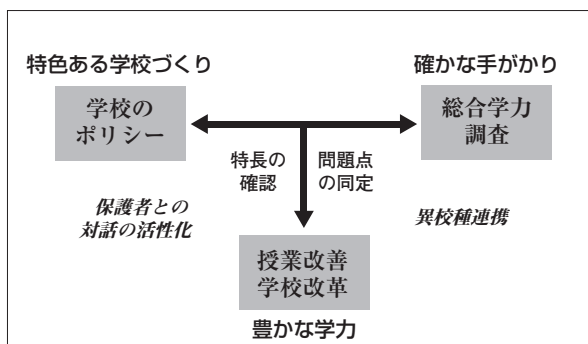 特色ある学校づくり
確かな手がかり
学校の
ポリシー
総合学力
調査
特長の
確認
問題点
の同定
保護者との
対話の活性化
異校種連携
授業改善
学校改革
豊かな学力